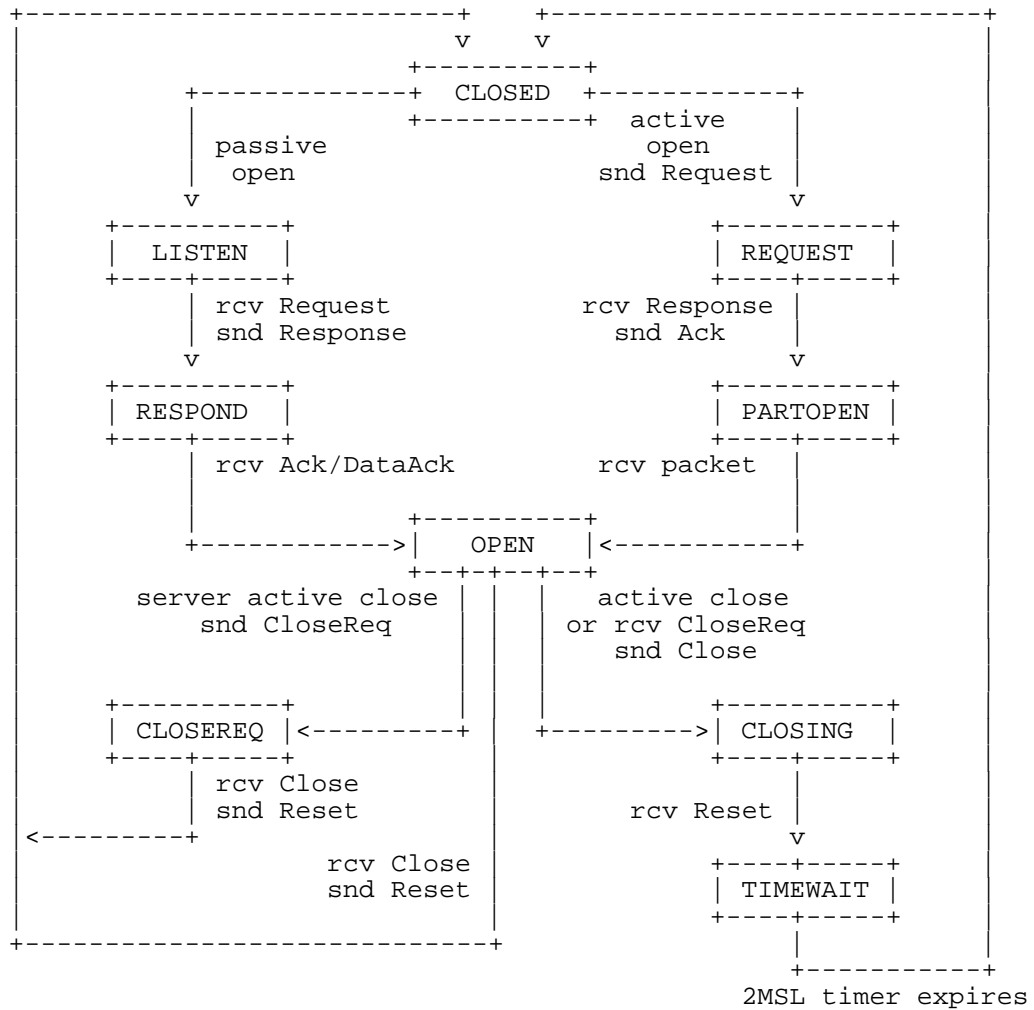 CLOSED
active
passive open
open snd Request
LISTEN REQUEST
rcv Request rcv Response
snd Response snd Ack
RESPOND PARTOPEN
rcv Ack/DataAck rcv packet
OPEN
server active close active close
snd CloseReq or rcv CloseReq
snd Close
CLOSEREQ CLOSING
rcv Close
snd Reset rcv Reset
rcv Close
snd Reset TIMEWAIT
2MSL timer expires